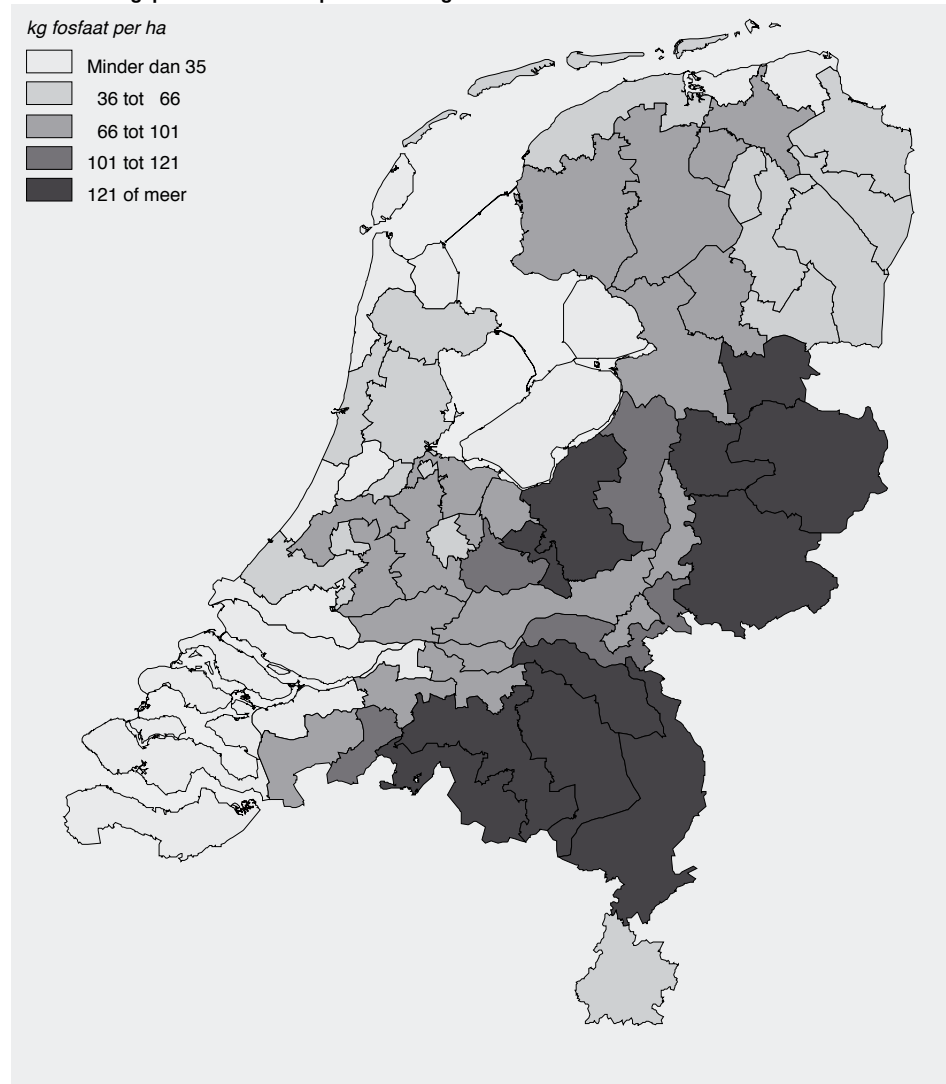 kg fosfaat per ha
Minder dan 35
36 tot 66
66 tot 101
101 tot 121
121 of meer